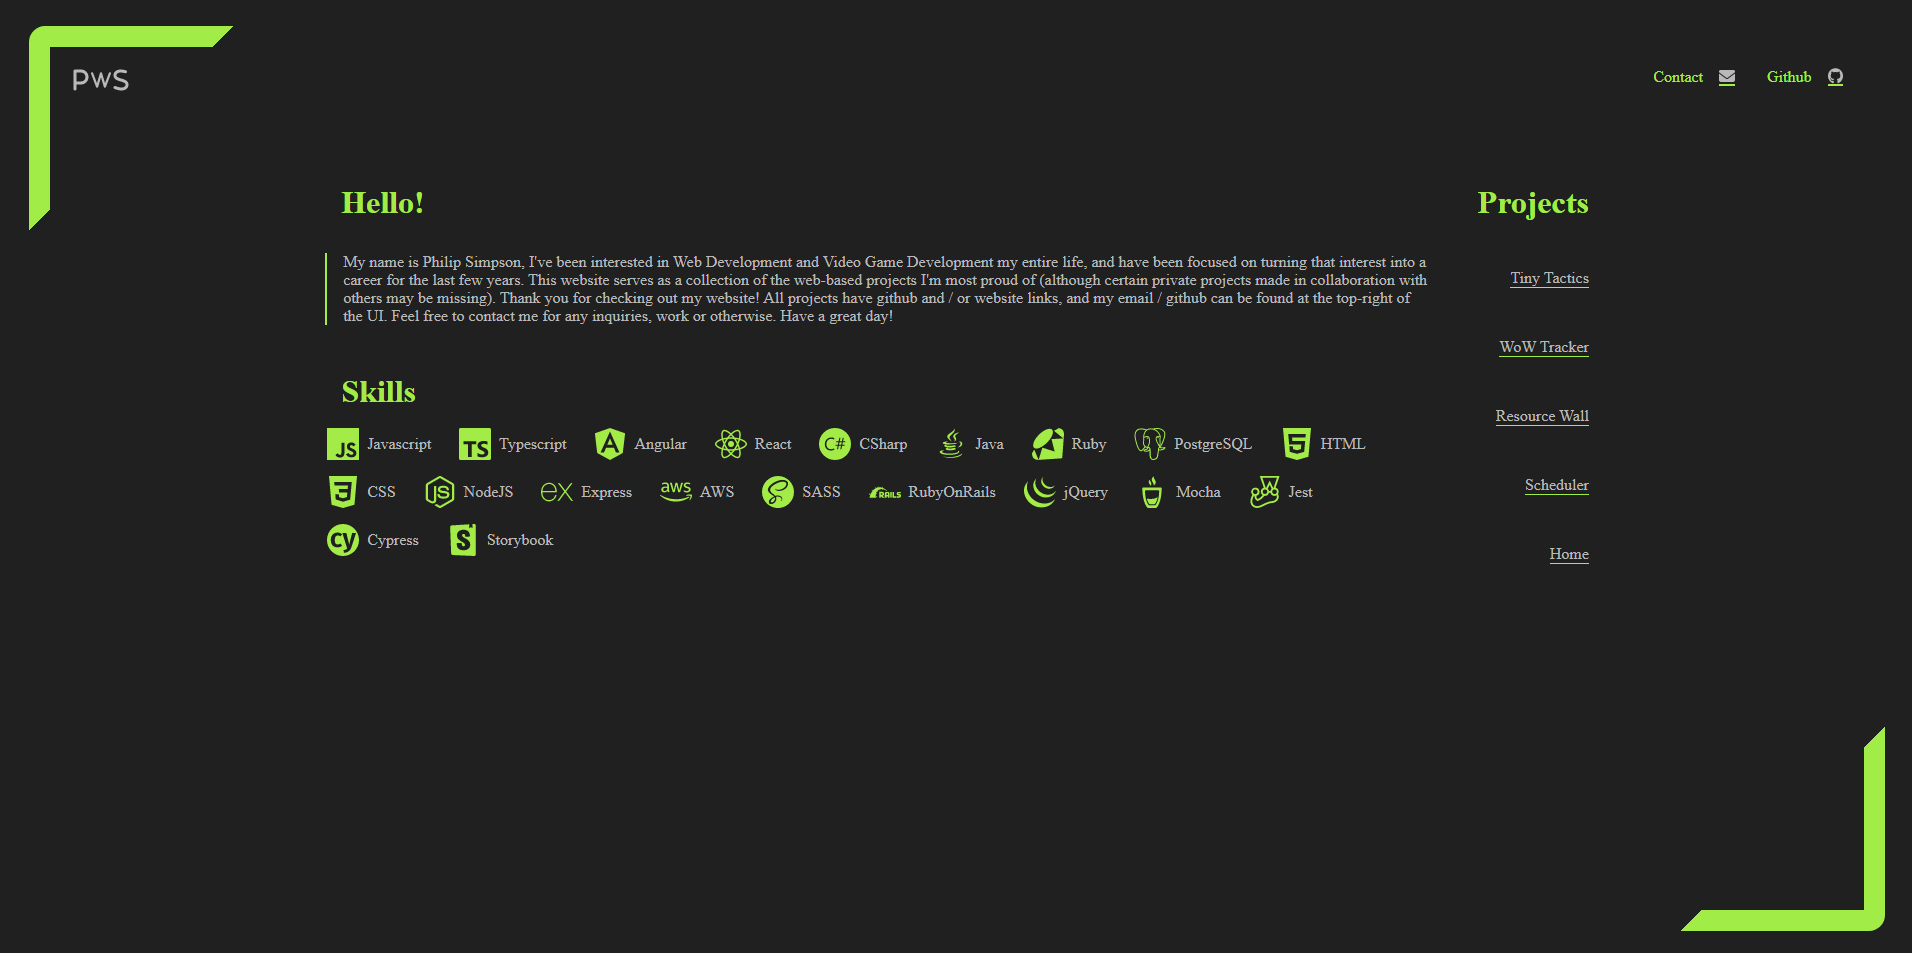 PwS
Contact Github
Hello!
My name is Philip Simpson, I've been interested in Web Development and Video Game Development my entire life, and have been focused on turning that interest into a
career for the last few years. This website serves as a collection of the web-based projects I'm most proud of (although certain private projects made in collaboration with
others may be missing). Thank you for checking out my website! All projects have github and / or website links, and my email / github can be found at the top-right of
the UI. Feel free to contact me for any inquiries, work or otherwise. Have a great day!
Skills
JS Javascript TS Typescript A Angular React C# CSharp Java Ruby PostgreSQL 5 HTML
3 CSS JS NodeJS ex Express aws AWS S SASS RAILS RubyOnRails jQuery Mocha Jest
cy Cypress S Storybook
Projects
Tiny Tactics
WoW Tracker
Resource Wall
Scheduler
Home